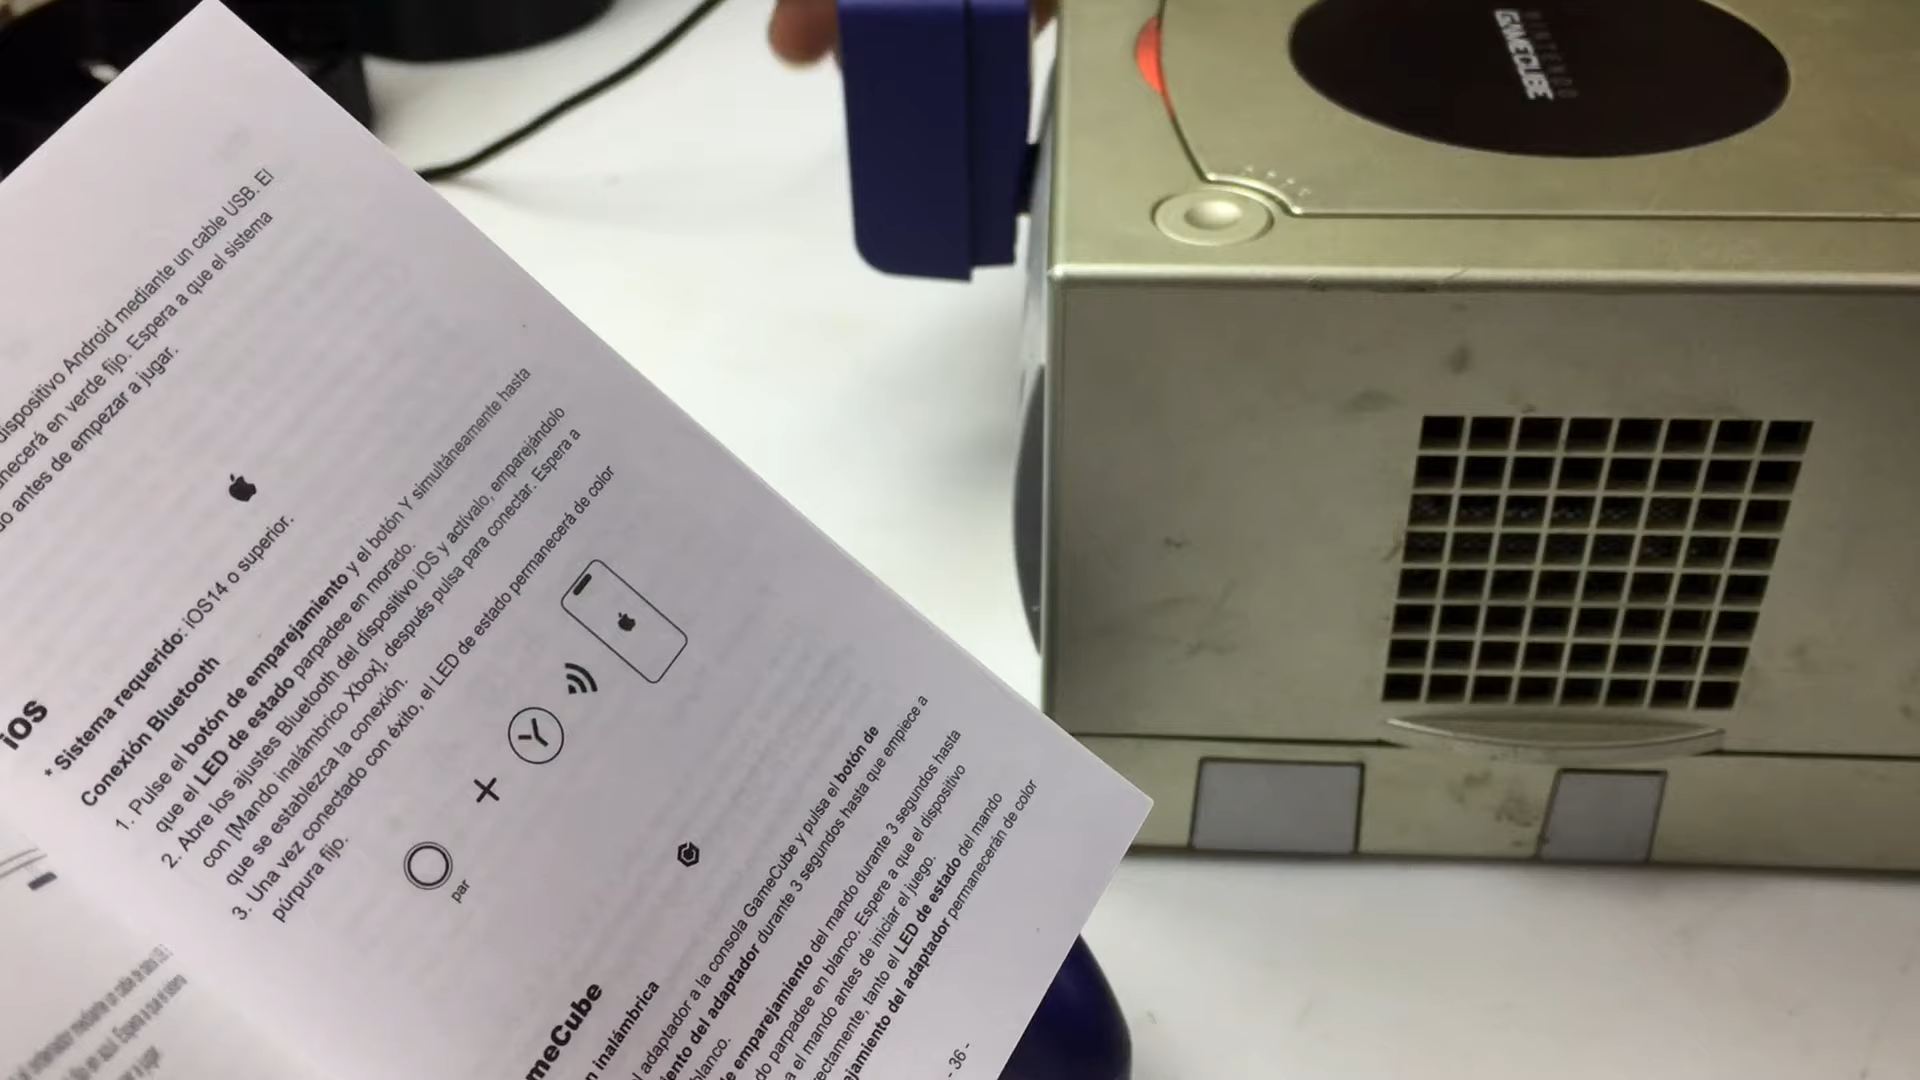 dispositivo Android mediante un cable USB. El
necerá en verde fijo. Espera a que el sistema
do antes de empezar a jugar.
iOS
* Sistema requerido: iOS14 o superior.
Conexión Bluetooth
1. Pulse el botón de emparejamiento y el botón Y simultáneamente hasta
que el LED de estado parpadee en morado.
2. Abre los ajustes Bluetooth del dispositivo iOS y actívalo, emparejándolo
con [Mando inalámbrico Xbox], después pulsa para conectar. Espera a
que se establezca la conexión.
3. Una vez conectado con éxito, el LED de estado permanecerá de color
púrpura fijo.
par
Y
meCube
n inalámbrica
l adaptador a la consola GameCube y pulsa el botón de
iento del adaptador durante 3 segundos hasta que empiece a
blanco.
e emparejamiento del mando durante 3 segundos hasta
do parpadee en blanco. Espere a que el dispositivo
a el mando antes de iniciar el juego.
rectamente, tanto el LED de estado del mando
ejamiento del adaptador permanecerán de color
- 36 -
NINTENDO
GAMECUBE